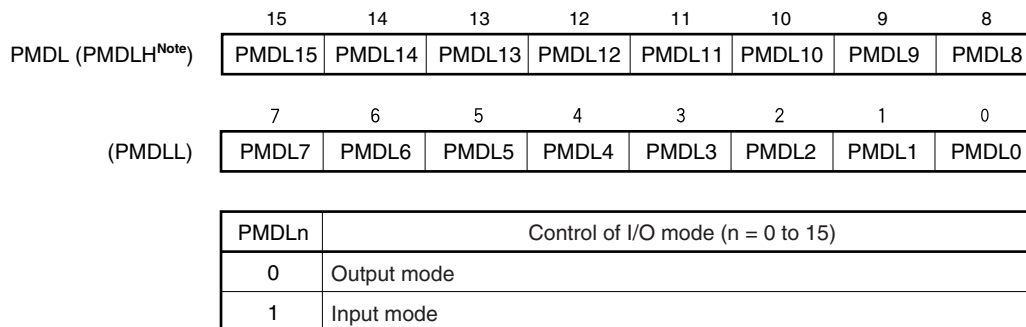 15 14 13 12 11 10 9 8
PMDL (PMDLH^Note) PMDL15 PMDL14 PMDL13 PMDL12 PMDL11 PMDL10 PMDL9 PMDL8
7 6 5 4 3 2 1 0
(PMDLL) PMDL7 PMDL6 PMDL5 PMDL4 PMDL3 PMDL2 PMDL1 PMDL0
PMDLn Control of I/O mode (n = 0 to 15)
0 Output mode
1 Input mode